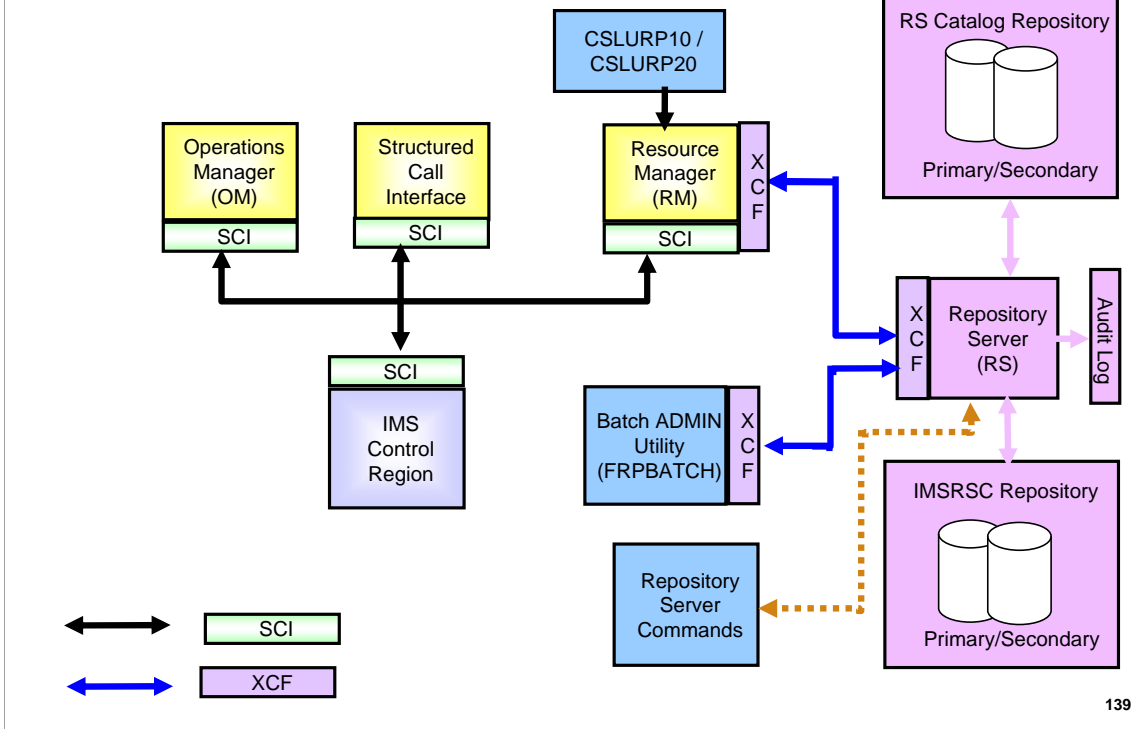 CSLURP10 /
CSLURP20
RS Catalog Repository
Primary/Secondary
Operations
Manager
(OM)
SCI
Structured
Call
Interface
SCI
Resource
Manager
(RM)
SCI
X
C
F
X
C
F
Repository
Server
(RS)
Audit Log
SCI
IMS
Control
Region
Batch ADMIN
Utility
(FRPBATCH)
X
C
F
IMSRSC Repository
Primary/Secondary
Repository
Server
Commands
SCI
XCF
139